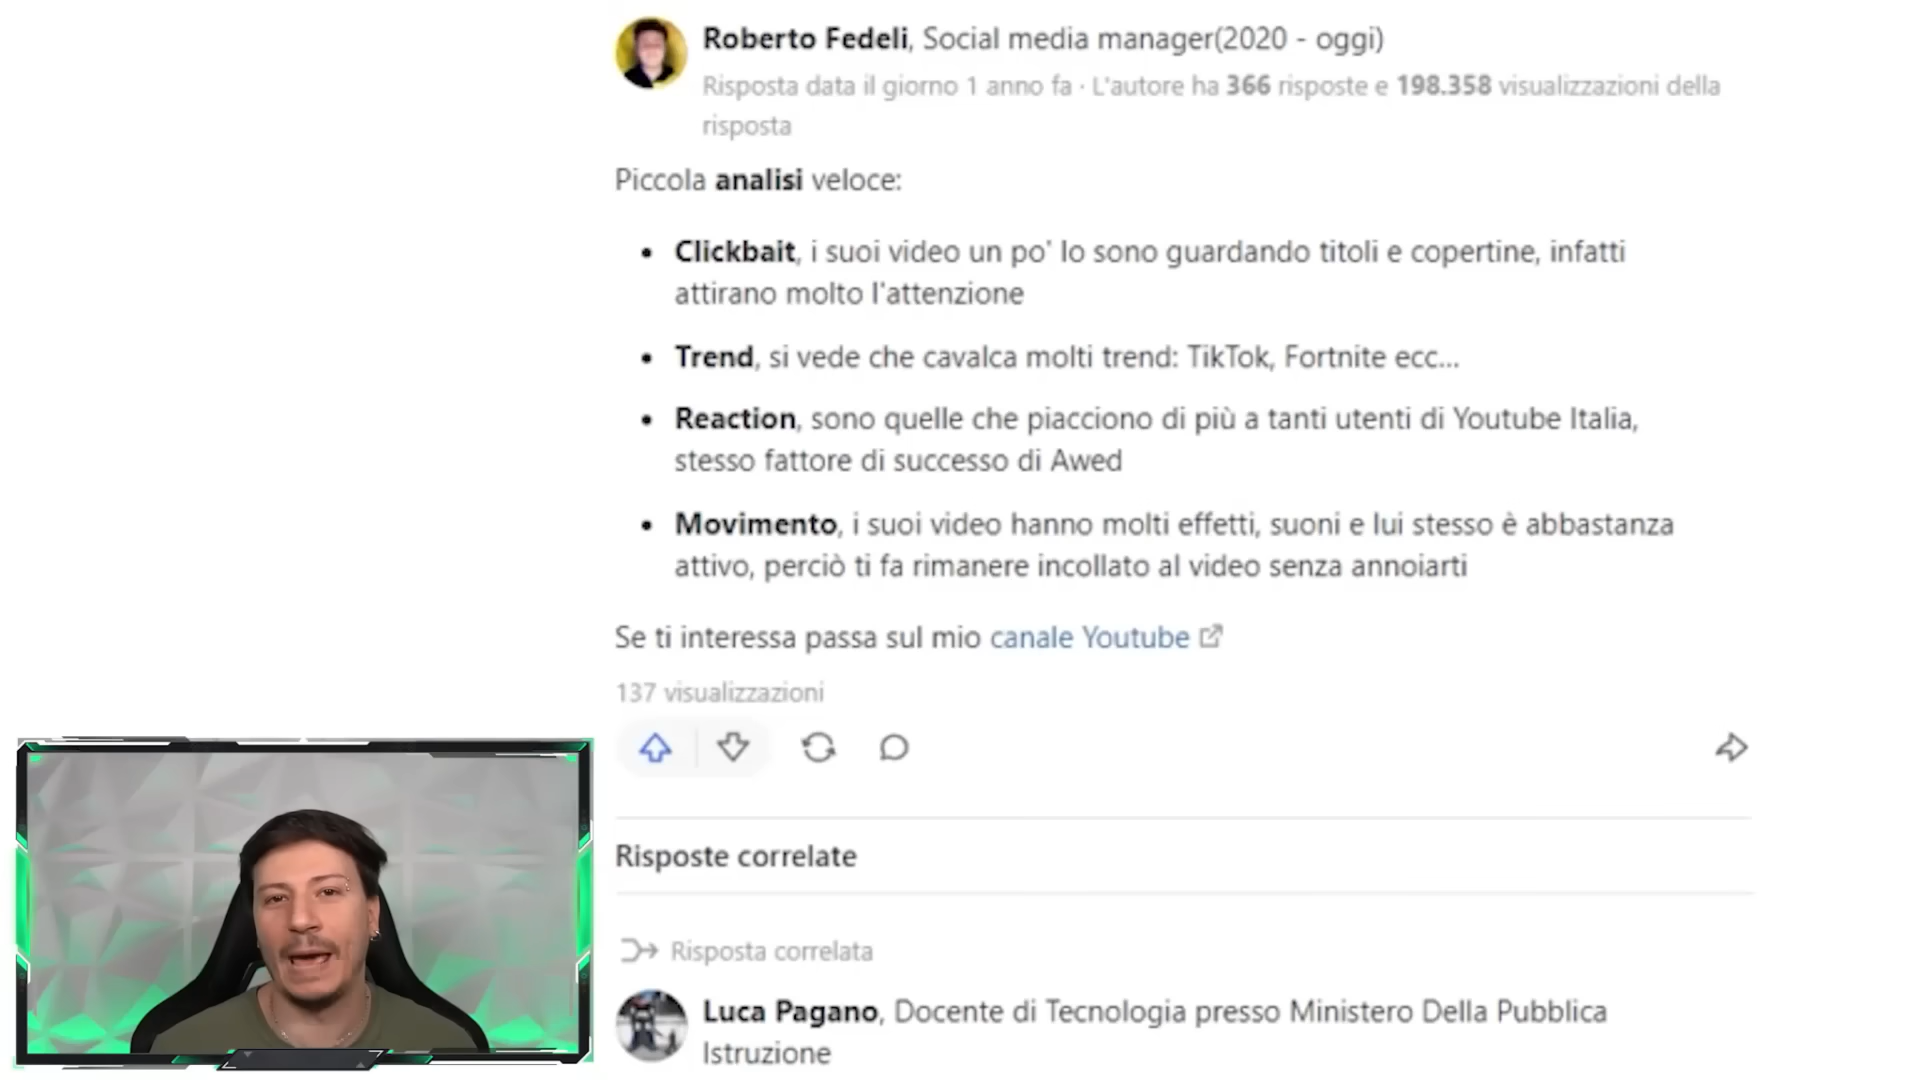 Roberto Fedeli, Social media manager(2020 - oggi)
Risposta data il giorno 1 anno fa · L'autore ha 366 risposte e 198.358 visualizzazioni della
risposta
Piccola analisi veloce:
• Clickbait, i suoi video un po' lo sono guardando titoli e copertine, infatti
attirano molto l'attenzione
• Trend, si vede che cavalca molti trend: TikTok, Fortnite ecc...
• Reaction, sono quelle che piacciono di più a tanti utenti di Youtube Italia,
stesso fattore di successo di Awed
• Movimento, i suoi video hanno molti effetti, suoni e lui stesso è abbastanza
attivo, perciò ti fa rimanere incollato al video senza annoiarti
Se ti interessa passa sul mio canale Youtube
137 visualizzazioni
Risposte correlate
Risposta correlata
Luca Pagano, Docente di Tecnologia presso Ministero Della Pubblica
Istruzione